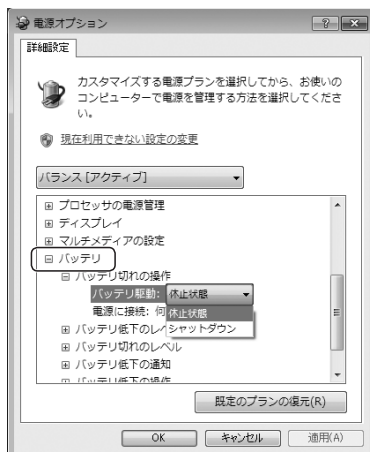 電源オプション
詳細設定
カスタマイズする電源プランを選択してから、お使いの
コンピューターで電源を管理する方法を選択してくださ
い。
現在利用できない設定の変更
バランス [アクティブ]
プロセッサの電源管理
ディスプレイ
マルチメディアの設定
バッテリ
バッテリ切れの操作
バッテリ駆動: 休止状態
電源に接続: 何 休止状態
バッテリ低下のレ シャットダウン
バッテリ切れのレベル
バッテリ低下の通知
バッテリ低下の操作
既定のプランの復元(R)
OK キャンセル 適用(A)